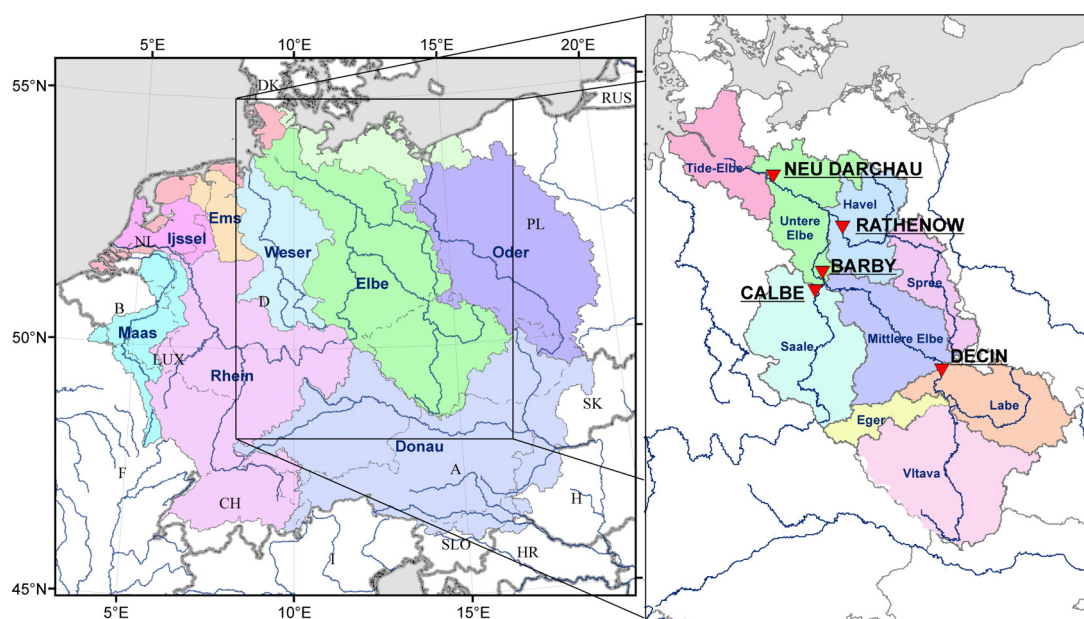 5°E
10°E
15°E
20°E
55°N
50°N
45°N
5°E
10°E
15°E
DK
RUS
Ems
NL
Ijssel
Weser
PL
Oder
Elbe
B
D
Maas
LUX
Rhein
SK
Donau
F
A
CH
H
SLO
HR
I
Tide-Elbe
NEU DARCHAU
Havel
Untere
Elbe
RATHENOW
BARBY
Spree
CALBE
Mittlere Elbe
Saale
DECIN
Labe
Eger
Vltava